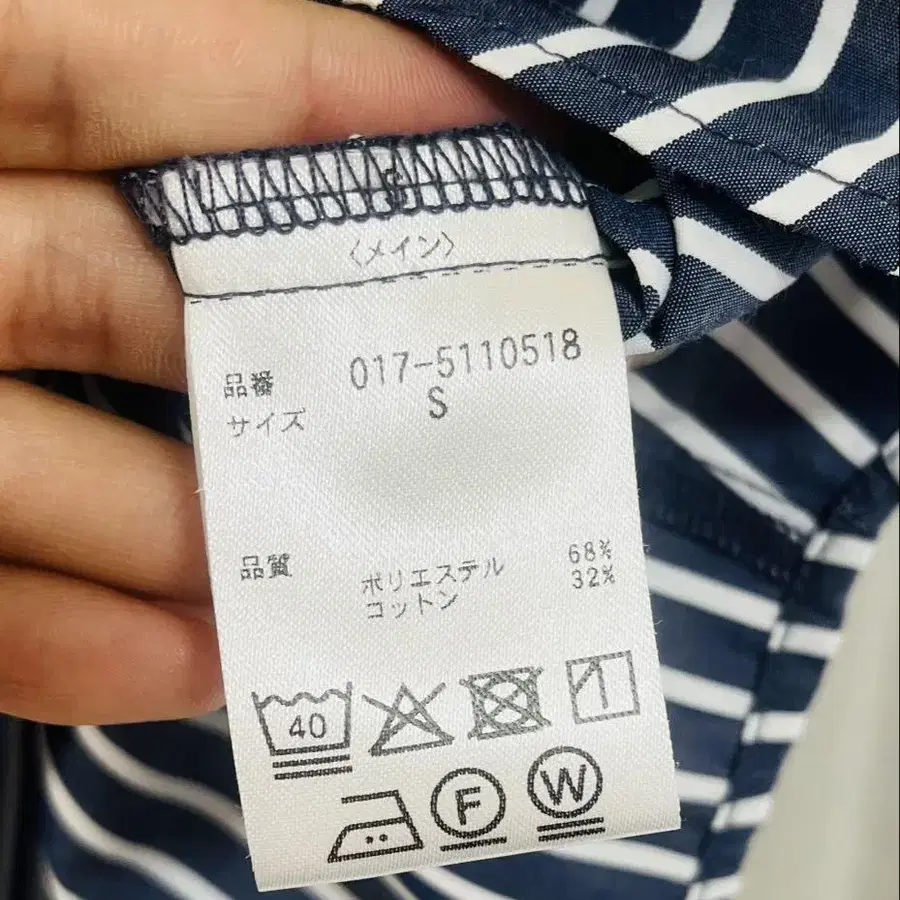 〈メイン〉
品番 017-5110518
サイズ S
品質 ポリエステル 68%
コットン 32%
40
F W